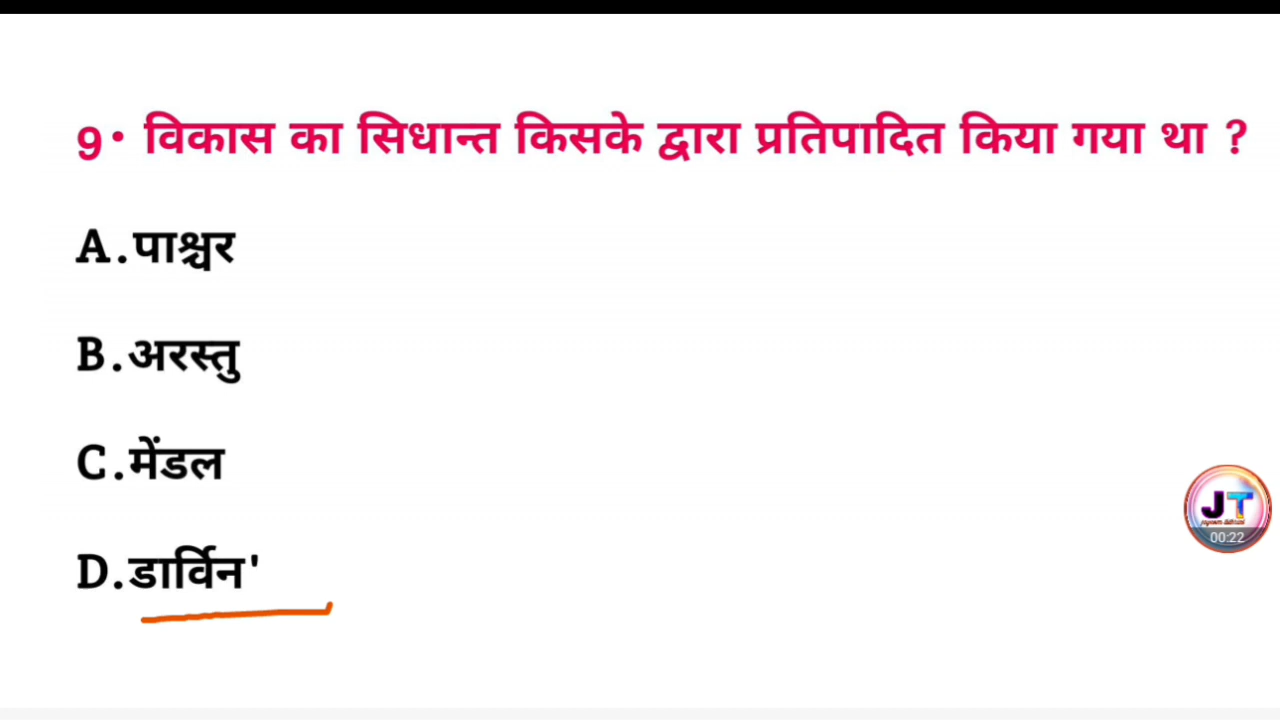 9• विकास का सिधान्त किसके द्वारा प्रतिपादित किया गया था ?
A.पाश्चर
B.अरस्तु
C.मेंडल
D.डार्विन'
JT
00:22